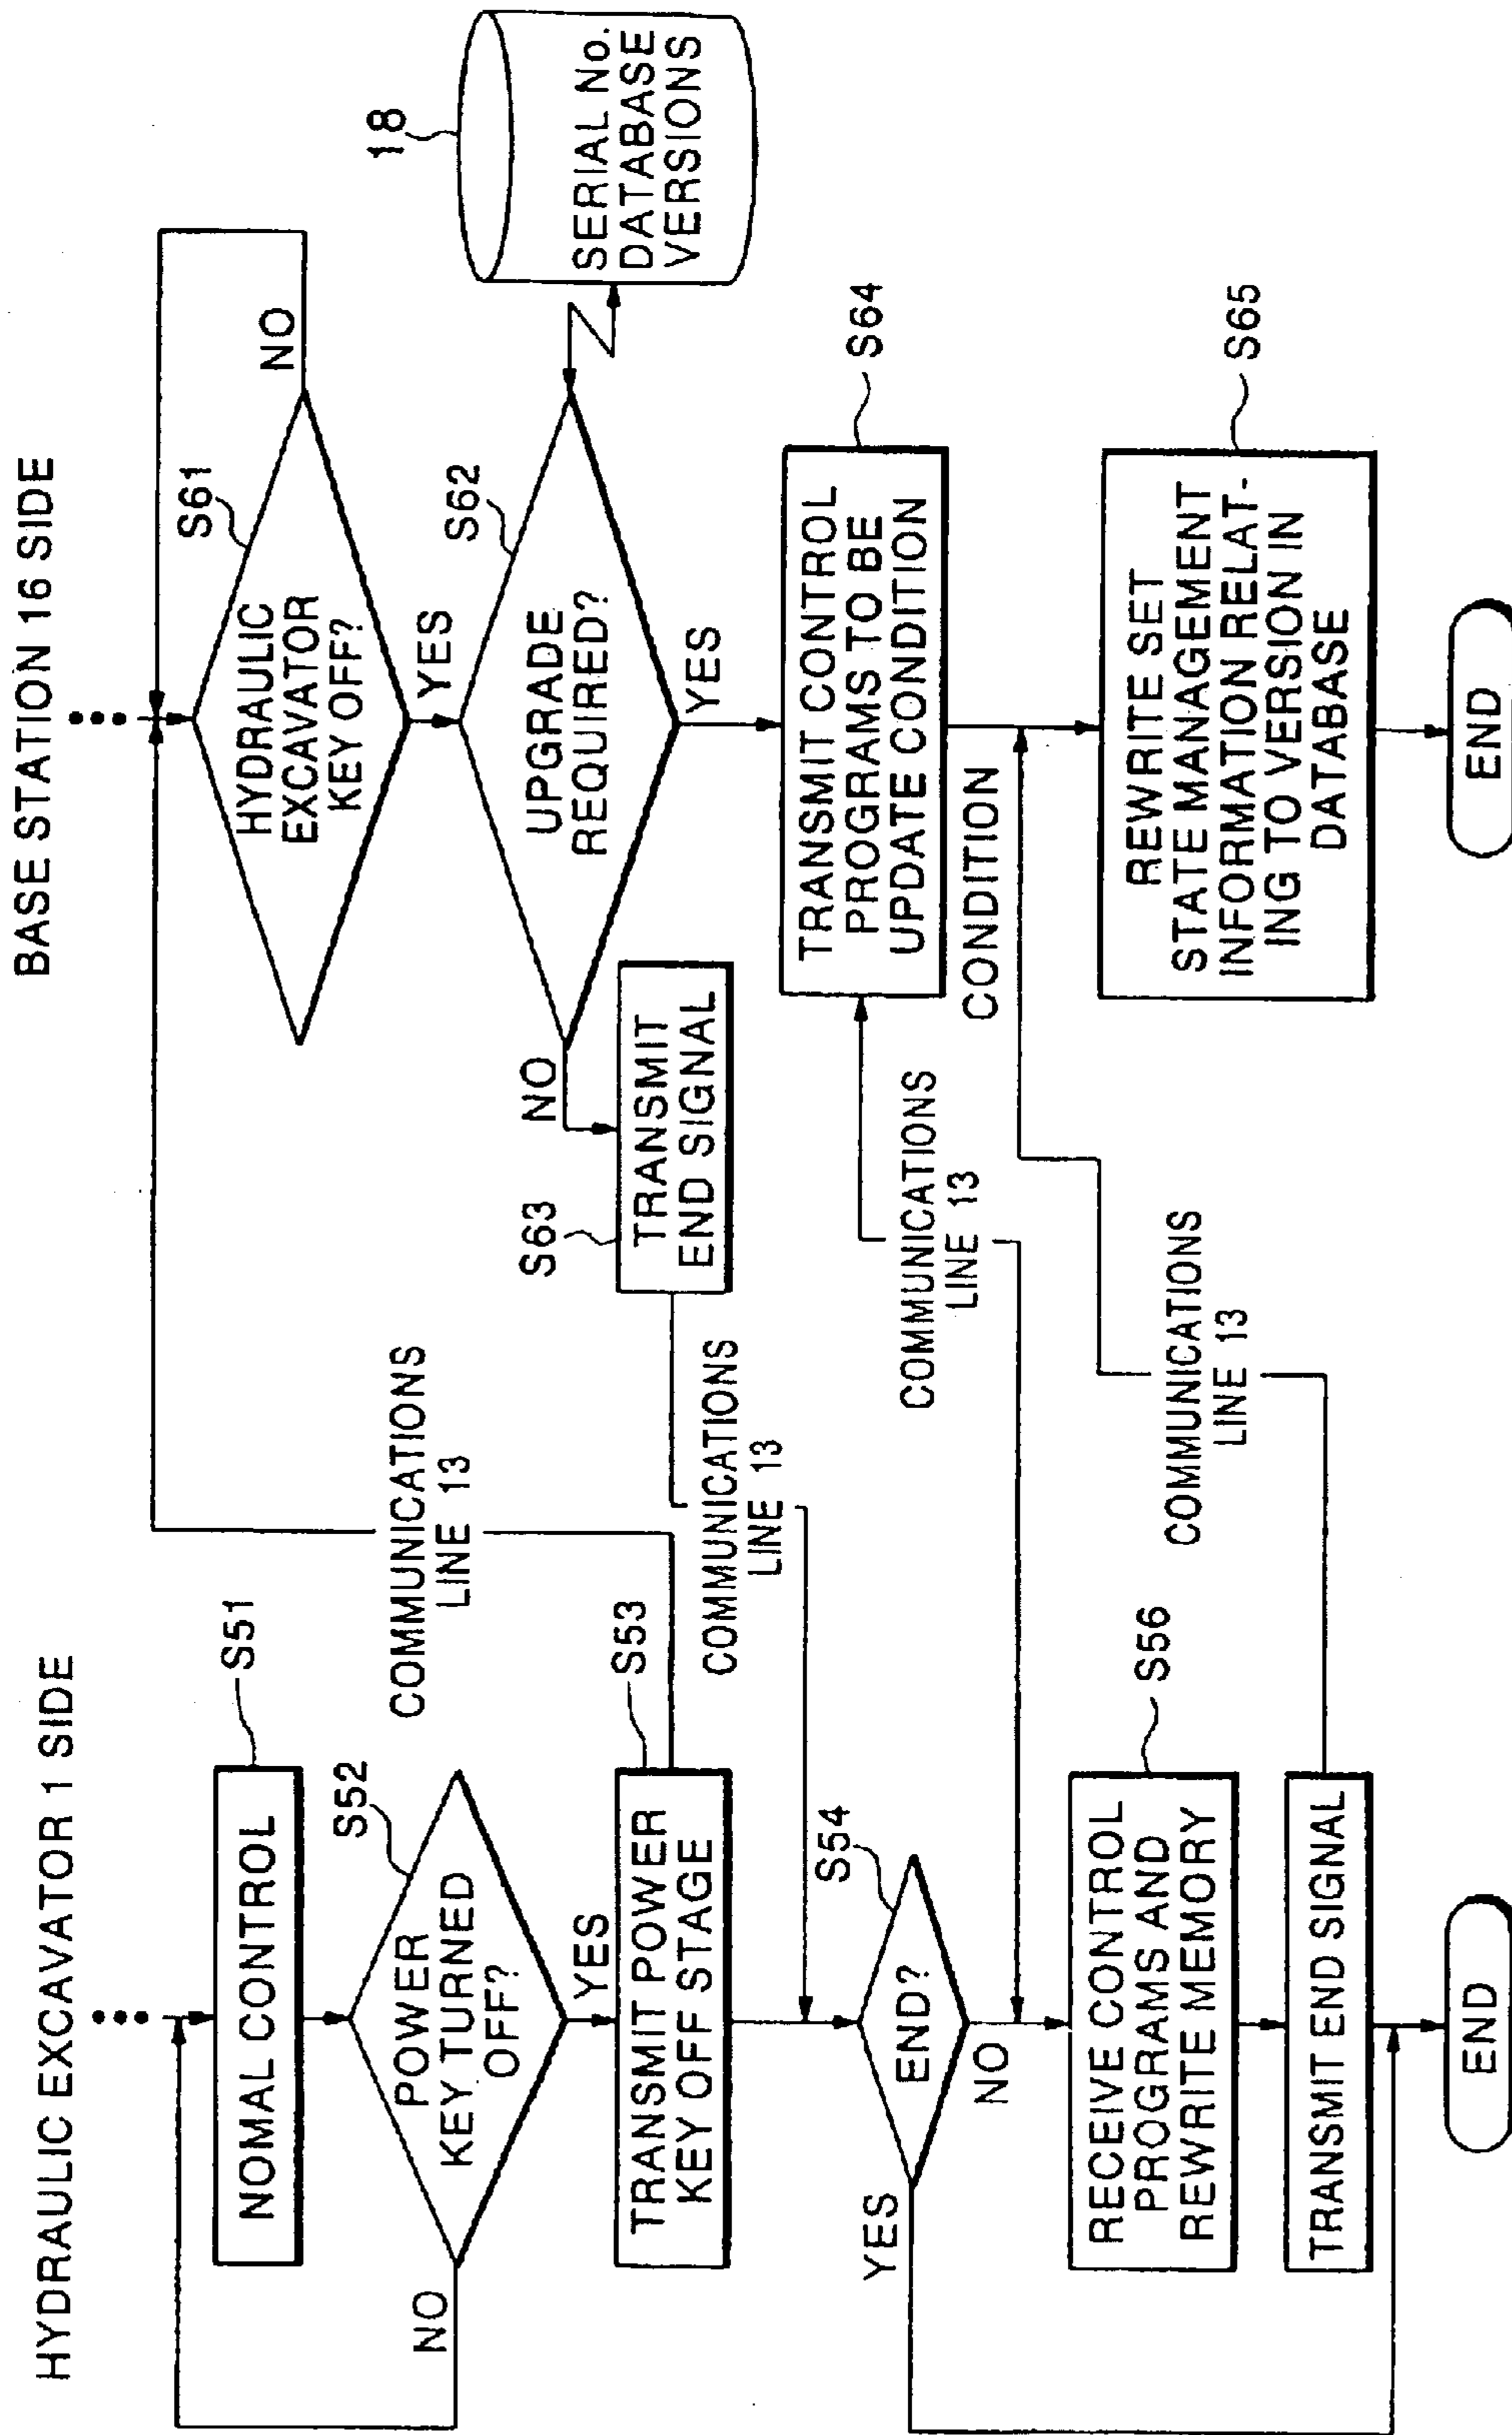 HYDRAULIC EXCAVATOR 1 SIDE
NOMAL CONTROL
S51
POWER
KEY TURNED
OFF?
S52
NO
YES
TRANSMIT POWER
KEY OFF STAGE
S53
COMMUNICATIONS
LINE 13
COMMUNICATIONS
LINE 13
END?
S54
YES
NO
RECEIVE CONTROL
PROGRAMS AND
REWRITE MEMORY
S56
TRANSMIT END SIGNAL
END
COMMUNICATIONS
LINE 13
COMMUNICATIONS
LINE 13
BASE STATION 16 SIDE
HYDRAULIC
EXCAVATOR
KEY OFF?
S61
NO
YES
UPGRADE
REQUIRED?
S62
18
SERIAL No.
DATABASE
VERSIONS
NO
YES
S63
TRANSMIT
END SIGNAL
TRANSMIT CONTROL
PROGRAMS TO BE
UPDATE CONDITION
S64
CONDITION
REWRITE SET
STATE MANAGEMENT
INFORMATION RELAT-
ING TO VERSION IN
DATABASE
S65
END